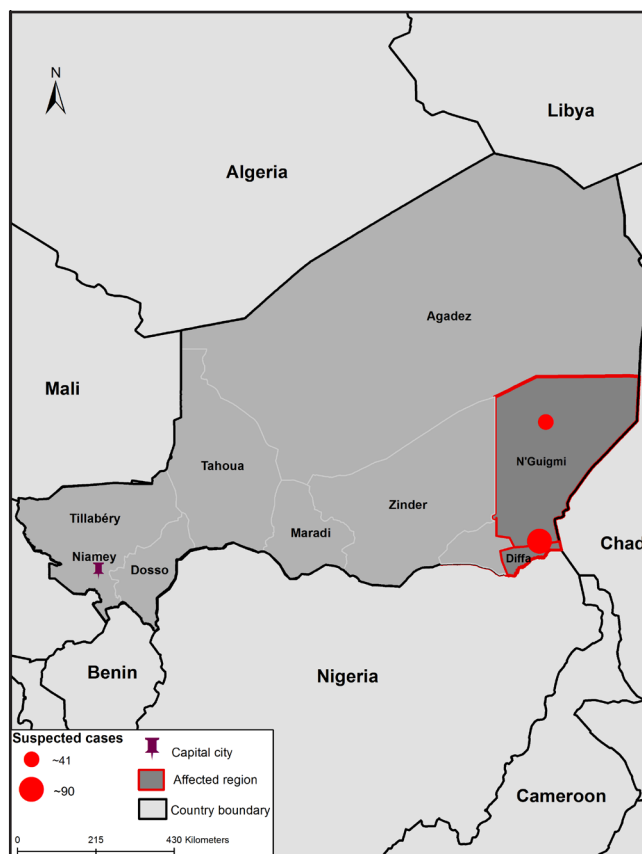 N
Libya
Algeria
Agadez
Mali
N'Guigmi
Tahoua
Zinder
Tillabéry
Maradi
Chad
Niamey
Diffa
Dosso
Benin
Nigeria
Suspected cases
~41
~90
Capital city
Affected region
Country boundary
0 215 430 Kilometers
Cameroon